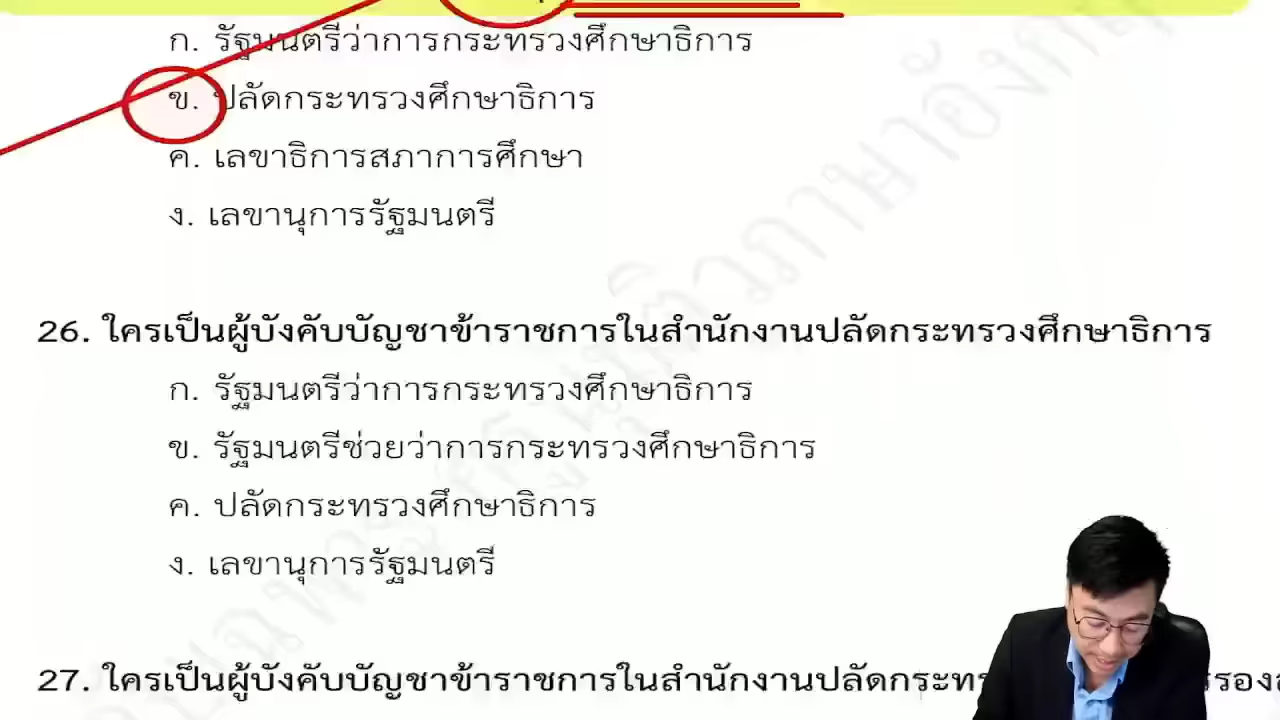 ก. รัฐมนตรีว่าการกระทรวงศึกษาธิการ
ข. ปลัดกระทรวงศึกษาธิการ
ค. เลขาธิการสภาการศึกษา
ง. เลขานุการรัฐมนตรี
26. ใครเป็นผู้บังคับบัญชาข้าราชการในสำนักงานปลัดกระทรวงศึกษาธิการ
ก. รัฐมนตรีว่าการกระทรวงศึกษาธิการ
ข. รัฐมนตรีช่วยว่าการกระทรวงศึกษาธิการ
ค. ปลัดกระทรวงศึกษาธิการ
ง. เลขานุการรัฐมนตรี
27. ใครเป็นผู้บังคับบัญชาข้าราชการในสำนักงานปลัดกระทร